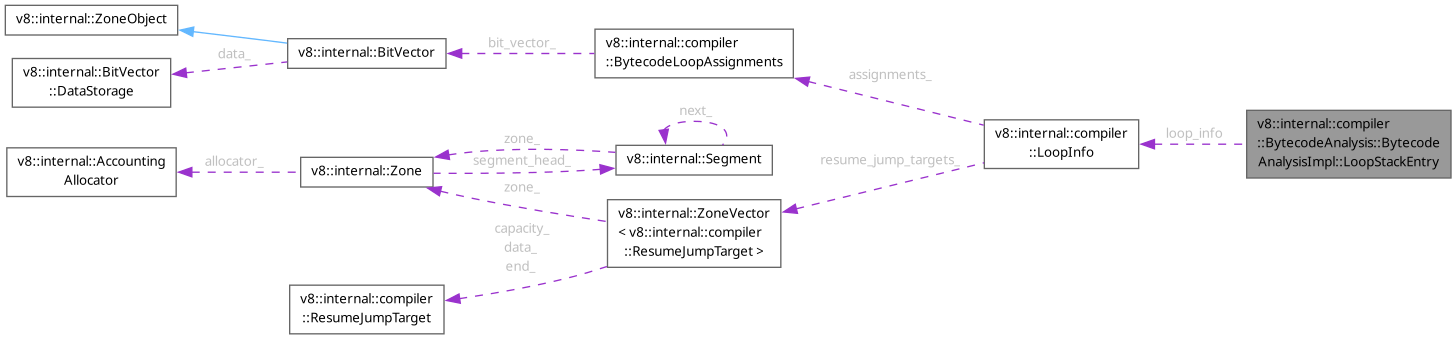 v8::internal::ZoneObject
v8::internal::BitVector
::DataStorage
data_
v8::internal::BitVector
bit_vector_
v8::internal::compiler
::BytecodeLoopAssignments
assignments_
v8::internal::Accounting
Allocator
allocator_
v8::internal::Zone
zone_
segment_head_
zone_
next_
v8::internal::Segment
resume_jump_targets_
v8::internal::compiler
::LoopInfo
loop_info
v8::internal::compiler
::BytecodeAnalysis::Bytecode
AnalysisImpl::LoopStackEntry
v8::internal::ZoneVector
< v8::internal::compiler
::ResumeJumpTarget >
capacity_
data_
end_
v8::internal::compiler
::ResumeJumpTarget